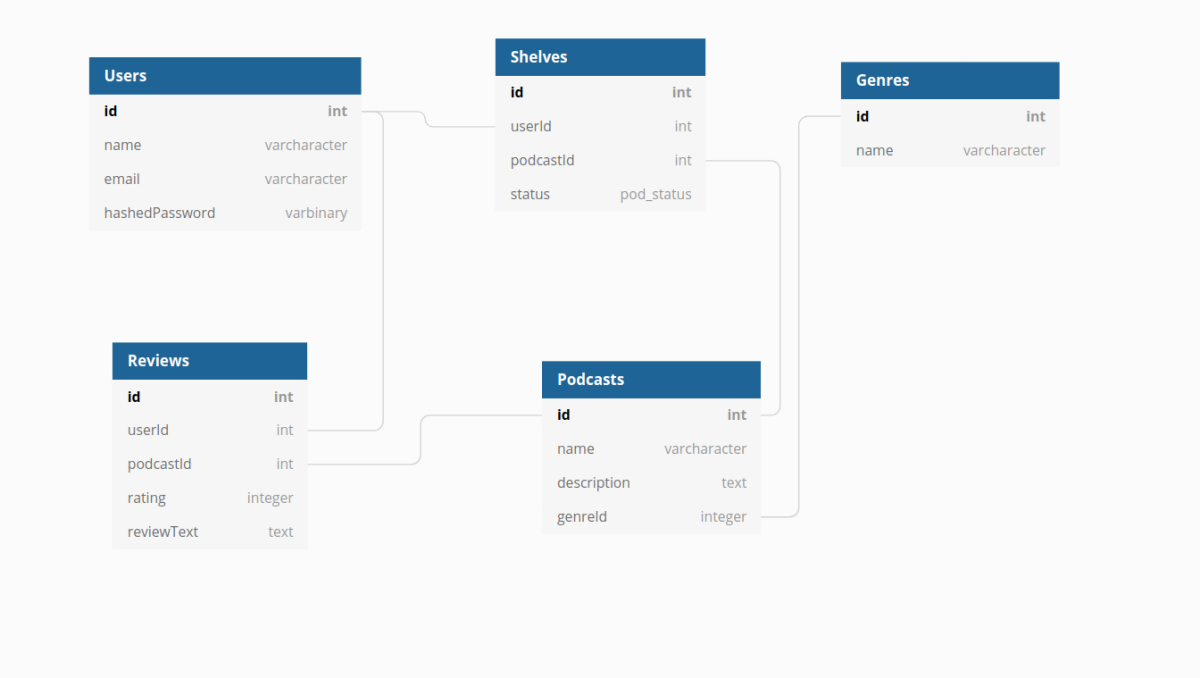 Users
id int
name varcharacter
email varcharacter
hashedPassword varbinary
Shelves
id int
userId int
podcastId int
status pod_status
Genres
id int
name varcharacter
Reviews
id int
userId int
podcastId int
rating integer
reviewText text
Podcasts
id int
name varcharacter
description text
genreId integer